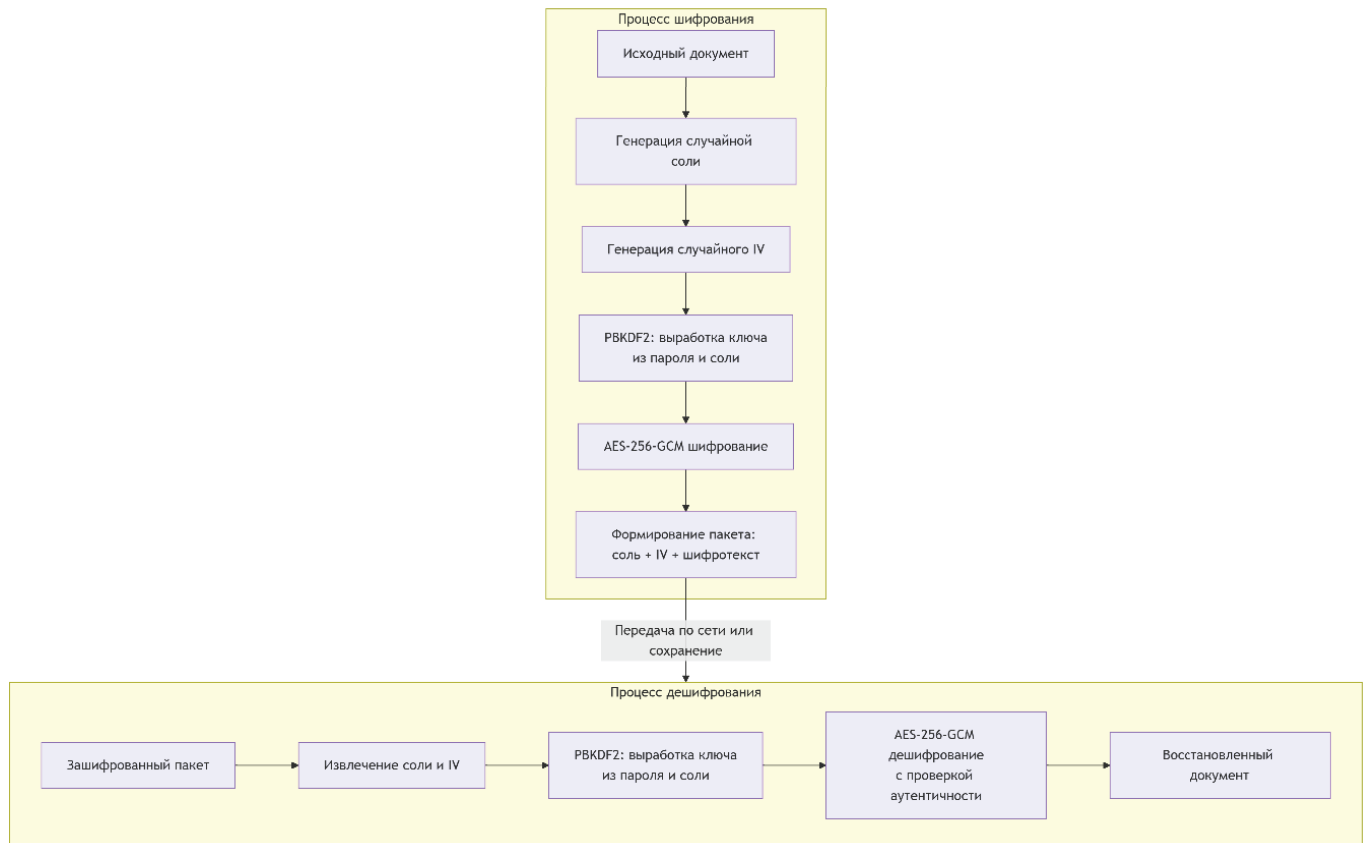 Процесс шифрования
Исходный документ
Генерация случайной
соли
Генерация случайного IV
PBKDF2: выработка ключа
из пароля и соли
AES-256-GCM шифрование
Формирование пакета:
соль + IV + шифротекст
Передача по сети или
сохранение
Процесс дешифрования
Зашифрованный пакет
Извлечение соли и IV
PBKDF2: выработка ключа
из пароля и соли
AES-256-GCM
дешифрование
с проверкой
аутентичности
Восстановленный
документ